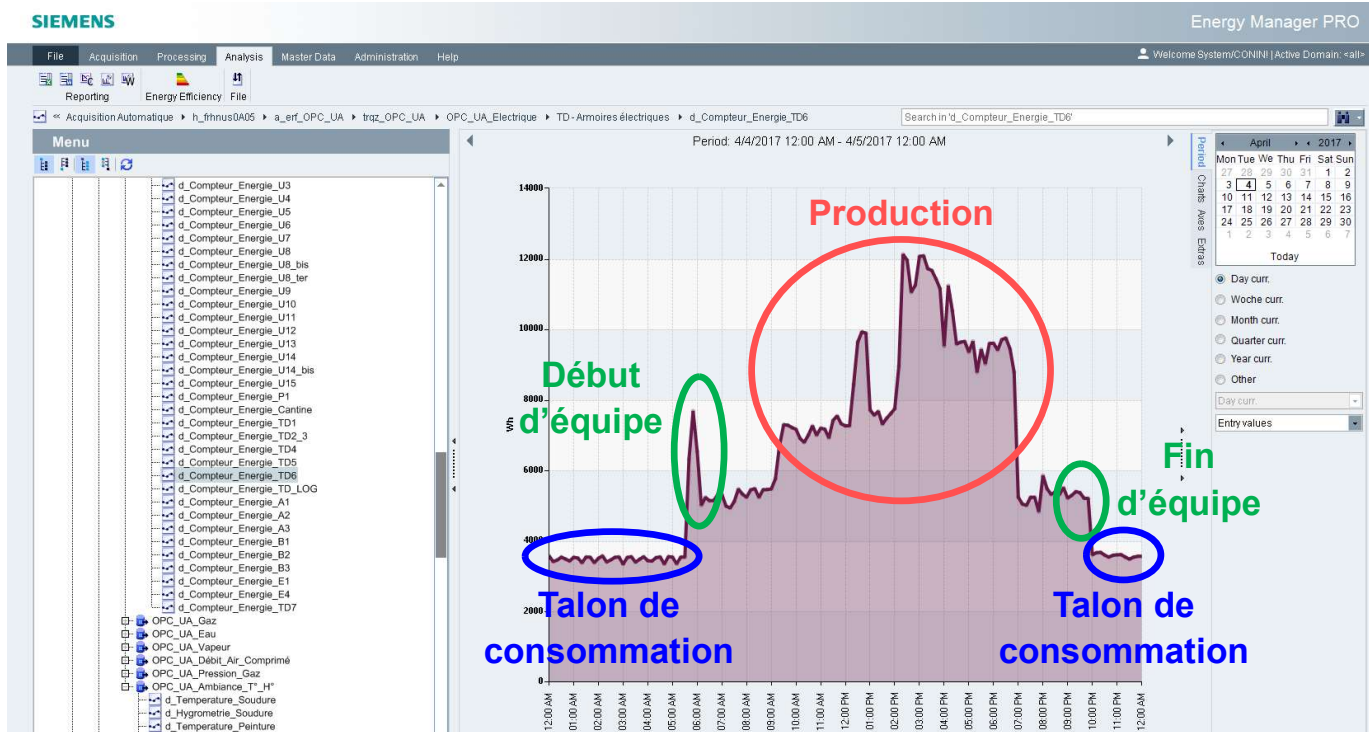 SIEMENS
Energy Manager PRO
File Acquisition Processing Analysis Master Data Administration Help
Welcome System/CONINI | Active Domain: <all>
Reporting Energy Efficiency File
« Acquisition Automatique h_frhnus0A05 a_erf_OPC_UA trqz_OPC_UA OPC_UA_Electrique TD - Armoires électriques d_Compteur_Energie_TD6
Search in 'd_Compteur_Energie_TD6'
Menu
d_Compteur_Energie_U3
d_Compteur_Energie_U4
d_Compteur_Energie_U5
d_Compteur_Energie_U6
d_Compteur_Energie_U7
d_Compteur_Energie_U8
d_Compteur_Energie_U8_bis
d_Compteur_Energie_U8_ter
d_Compteur_Energie_U9
d_Compteur_Energie_U10
d_Compteur_Energie_U11
d_Compteur_Energie_U12
d_Compteur_Energie_U13
d_Compteur_Energie_U14
d_Compteur_Energie_U14_bis
d_Compteur_Energie_U15
d_Compteur_Energie_P1
d_Compteur_Energie_Cantine
d_Compteur_Energie_TD1
d_Compteur_Energie_TD2_3
d_Compteur_Energie_TD4
d_Compteur_Energie_TD5
d_Compteur_Energie_TD6
d_Compteur_Energie_TD_LOG
d_Compteur_Energie_A1
d_Compteur_Energie_A2
d_Compteur_Energie_A3
d_Compteur_Energie_B1
d_Compteur_Energie_B2
d_Compteur_Energie_B3
d_Compteur_Energie_E1
d_Compteur_Energie_E4
d_Compteur_Energie_TD7
OPC_UA_Gaz
OPC_UA_Eau
OPC_UA_Vapeur
OPC_UA_Débit_Air_Comprimé
OPC_UA_Pression_Gaz
OPC_UA_Ambiance_T°_H°
d_Temperature_Soudure
d_Hygrometrie_Soudure
d_Temperature_Peinture
Period: 4/4/2017 12:00 AM - 4/5/2017 12:00 AM
14000
12000
10000
8000
6000
4000
2000
0
Wh
Production
Début
d'équipe
Fin
d'équipe
Talon de
consommation
Talon de
consommation
12:00 AM
01:00 AM
02:00 AM
03:00 AM
04:00 AM
05:00 AM
06:00 AM
07:00 AM
08:00 AM
09:00 AM
10:00 AM
11:00 AM
12:00 PM
01:00 PM
02:00 PM
03:00 PM
04:00 PM
05:00 PM
06:00 PM
07:00 PM
08:00 PM
09:00 PM
10:00 PM
11:00 PM
12:00 AM
Period
Charts
Axes
Extras
April 2017
Mon Tue We Thu Fri Sat Sun
27 28 29 30 31 1 2
3 4 5 6 7 8 9
10 11 12 13 14 15 16
17 18 19 20 21 22 23
24 25 26 27 28 29 30
1 2 3 4 5 6 7
Today
Day curr.
Woche curr.
Month curr.
Quarter curr.
Year curr.
Other
Day curr.
Entry values